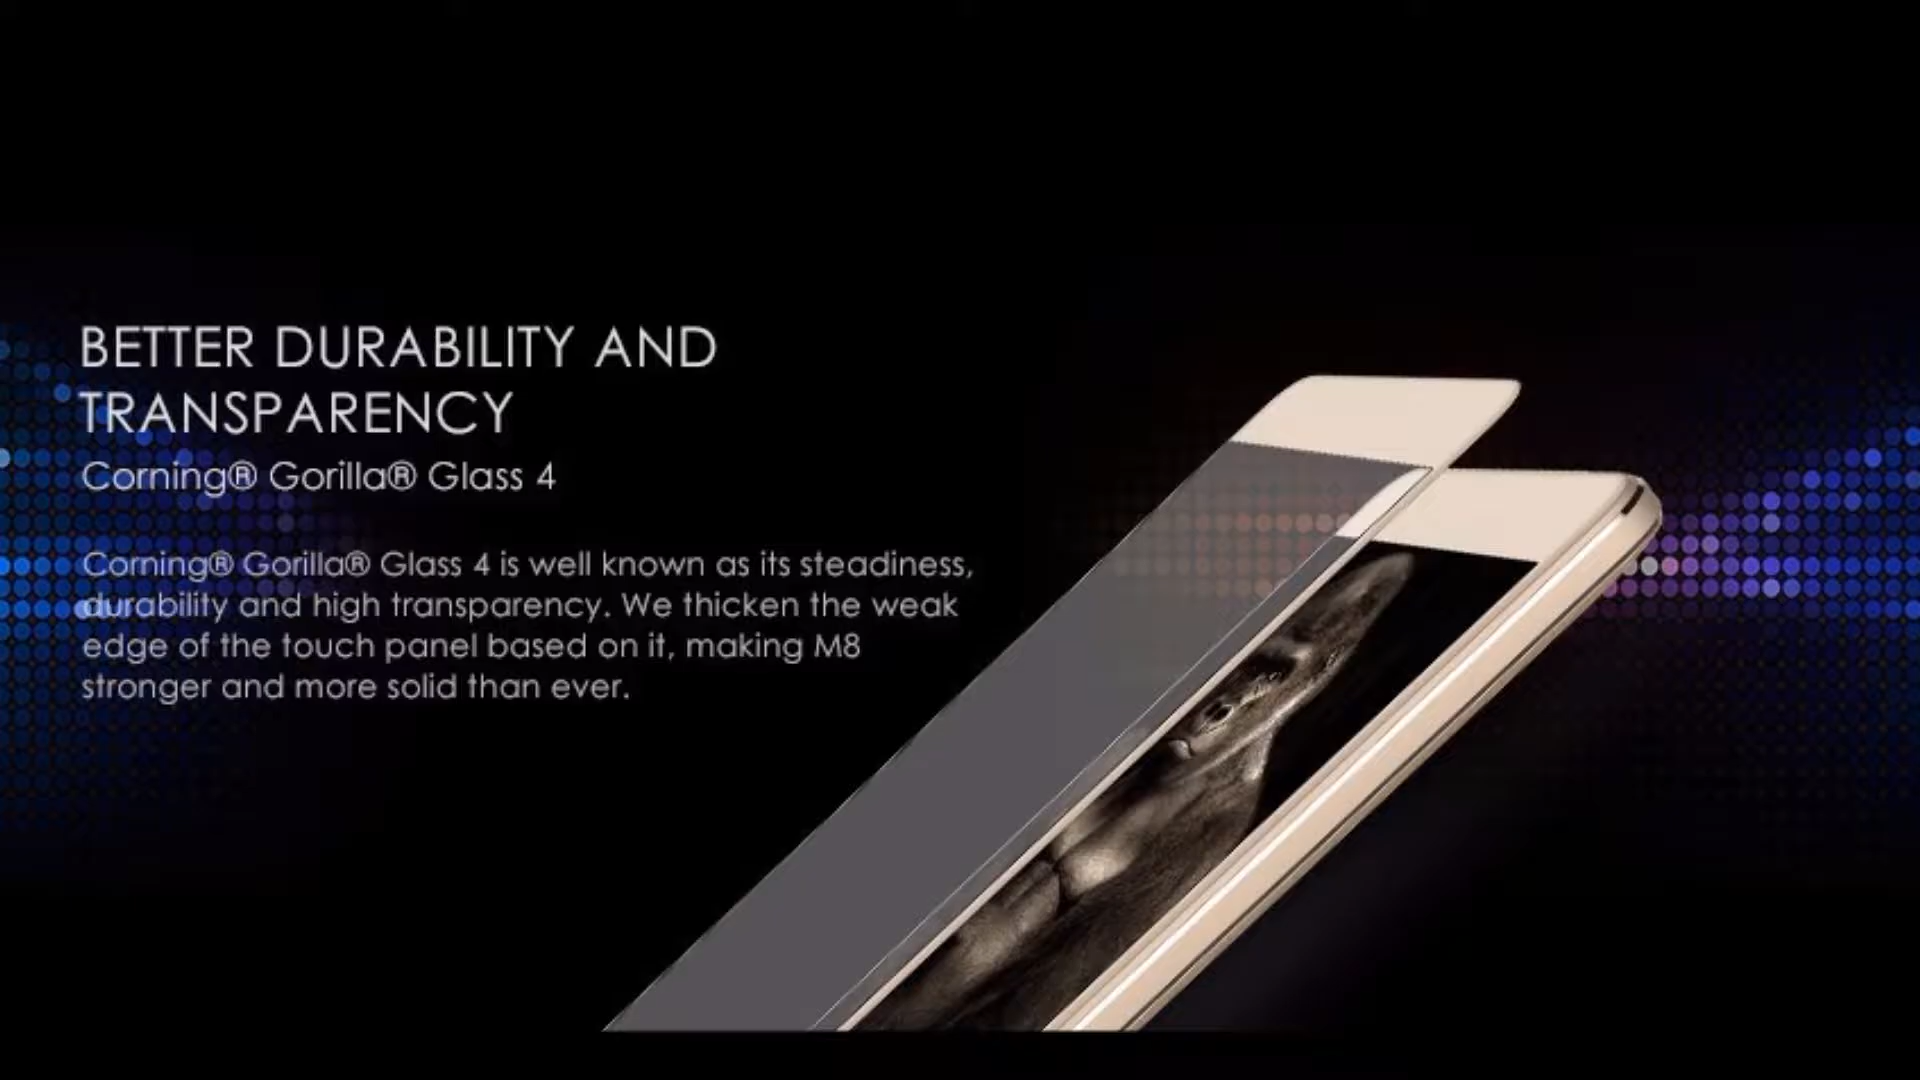 BETTER DURABILITY AND
TRANSPARENCY
Corning® Gorilla® Glass 4
Corning® Gorilla® Glass 4 is well known as its steadiness,
durability and high transparency. We thicken the weak
edge of the touch panel based on it, making M8
stronger and more solid than ever.